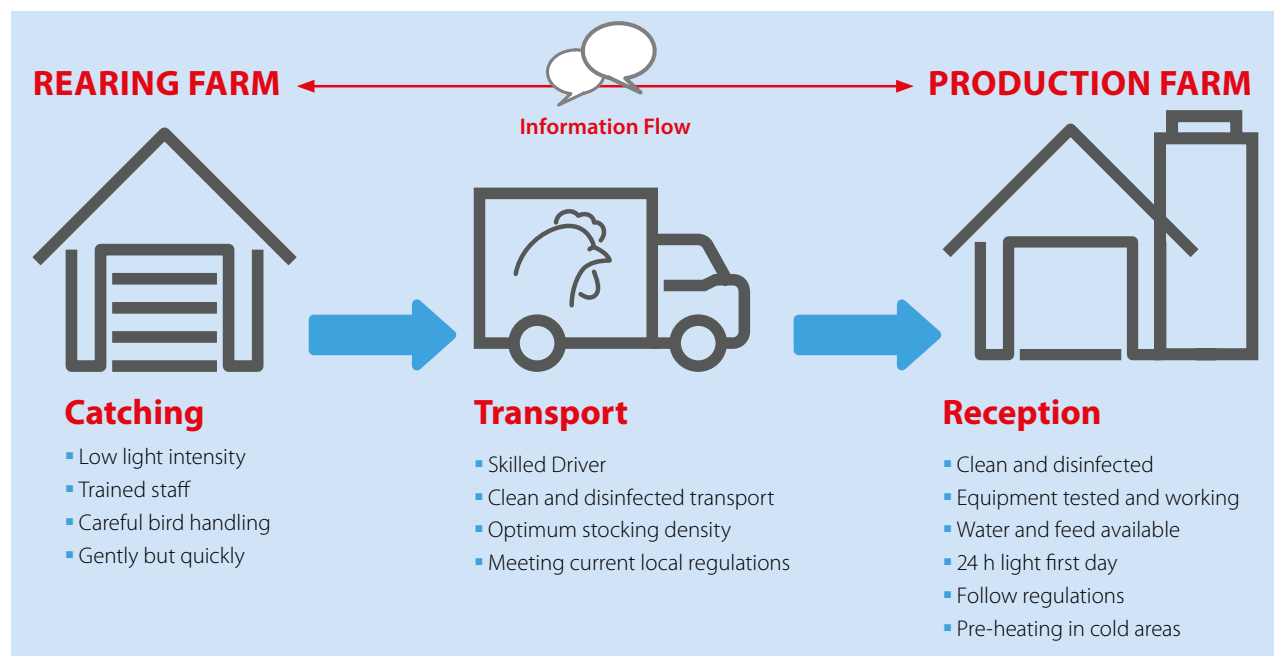 REARING FARM
PRODUCTION FARM
Information Flow
Catching
▪ Low light intensity
▪ Trained staff
▪ Careful bird handling
▪ Gently but quickly
Transport
▪ Skilled Driver
▪ Clean and disinfected transport
▪ Optimum stocking density
▪ Meeting current local regulations
Reception
▪ Clean and disinfected
▪ Equipment tested and working
▪ Water and feed available
▪ 24 h light first day
▪ Follow regulations
▪ Pre-heating in cold areas